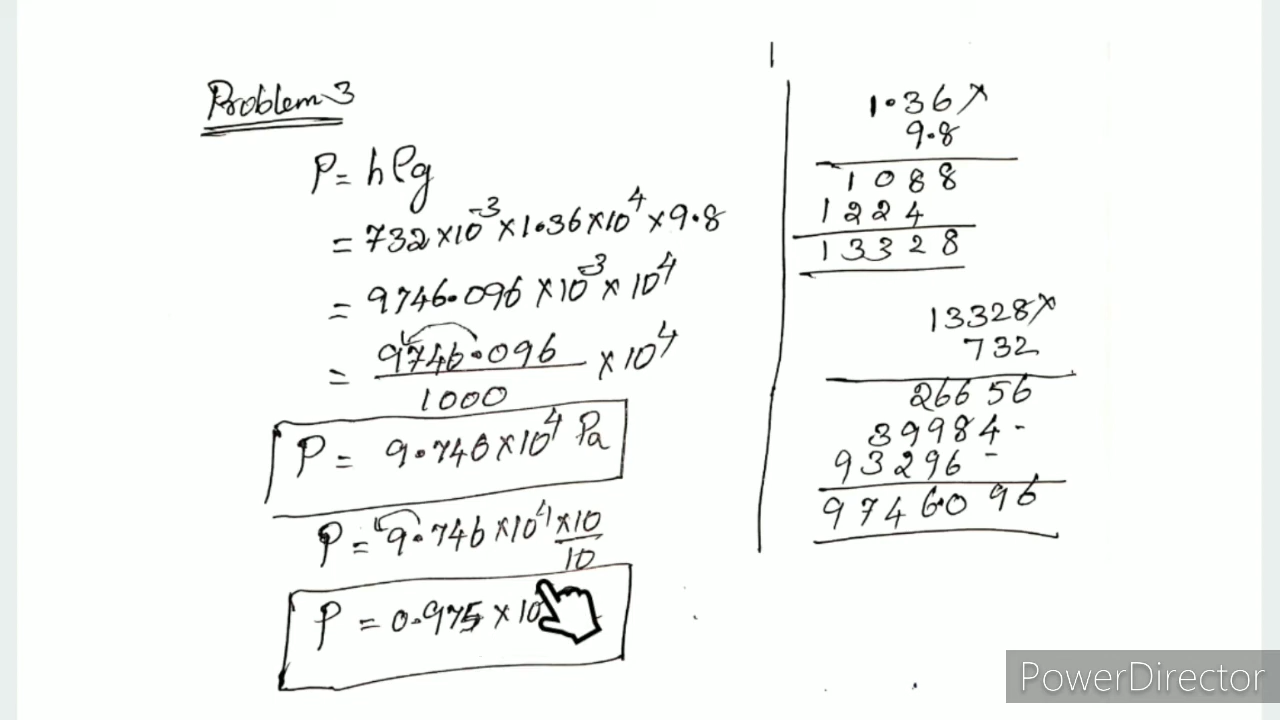 Problem 3
P = hρg
= 732 × 10⁻³ × 1.36 × 10⁴ × 9.8
= 9746.096 × 10⁻³ × 10⁴
= 9746.096 / 1000 × 10⁴
P = 9.746 × 10⁴ Pa
P = 9.746 × 10⁴ × 10 / 10
P = 0.975 × 10
1.36 ×
9.8
1088
1224
13328
13328 ×
732
26656
39984 -
93296 -
9746.096
PowerDirector